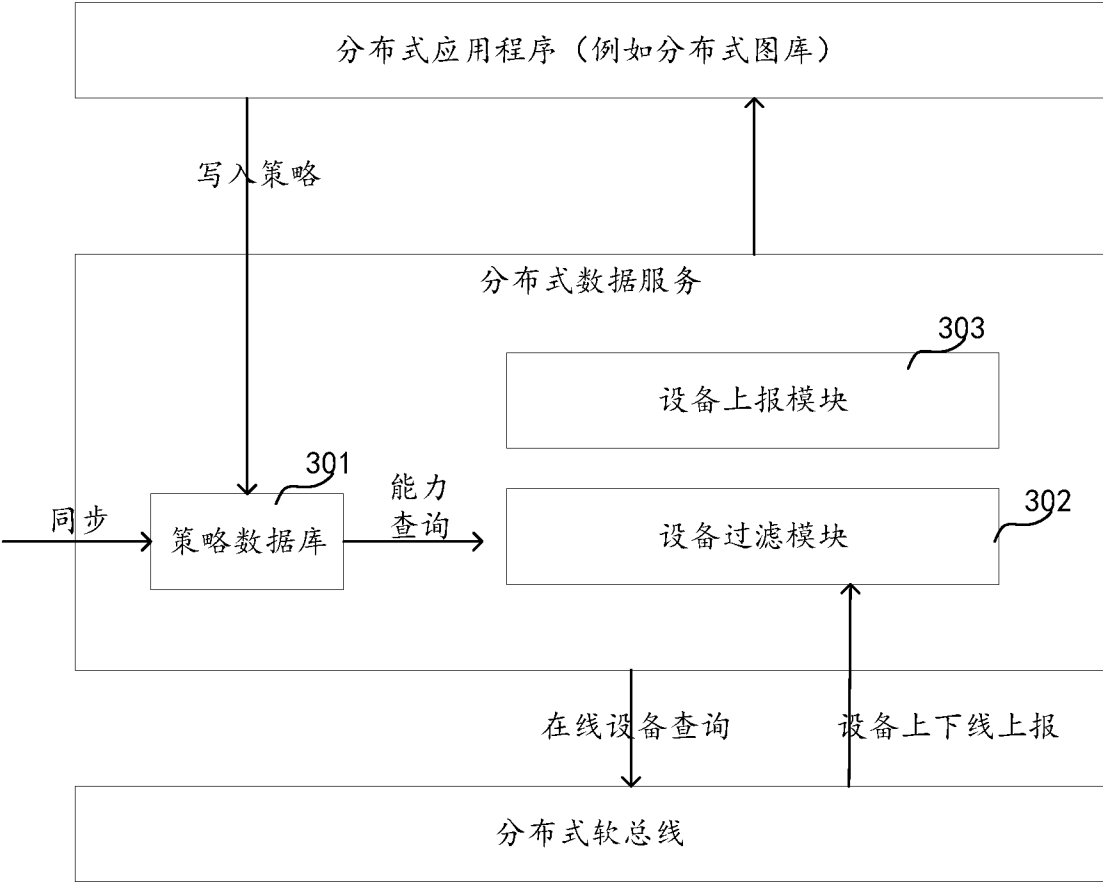 分布式应用程序（例如分布式图库）
写入策略
分布式数据服务
303
设备上报模块
301
能力
查询
302
同步
策略数据库
设备过滤模块
在线设备查询
设备上下线上报
分布式软总线